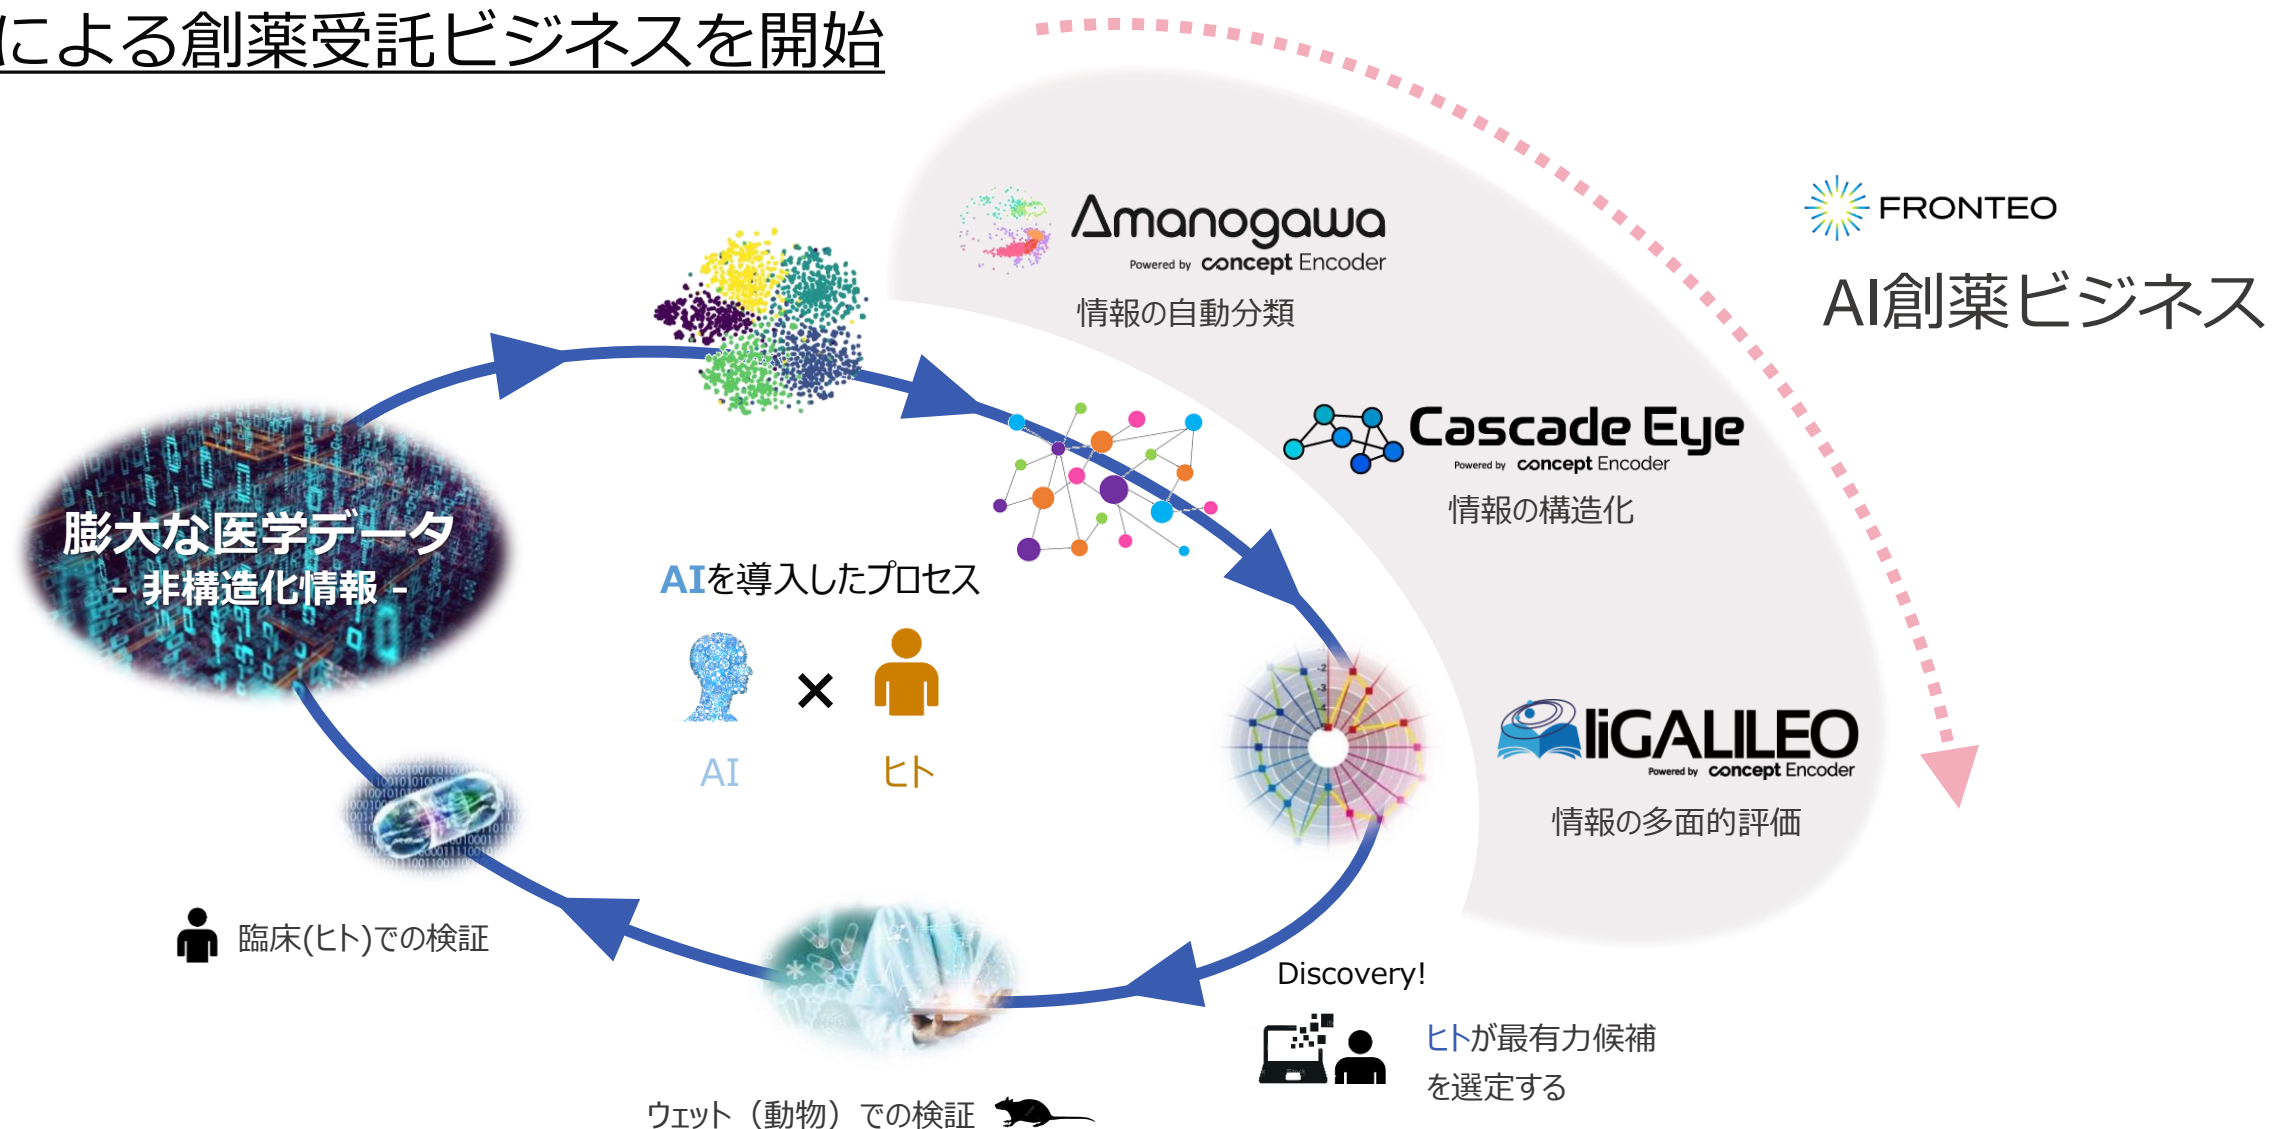 による創薬受託ビジネスを開始
FRONTEO
AI創薬ビジネス
Amanogawa
Powered by concept Encoder
情報の自動分類
Cascade Eye
Powered by concept Encoder
情報の構造化
liGALILEO
Powered by concept Encoder
情報の多面的評価
膨大な医学データ
- 非構造化情報 -
AIを導入したプロセス
×
AI
ヒト
臨床(ヒト)での検証
ウェット（動物）での検証
Discovery!
ヒトが最有力候補
を選定する